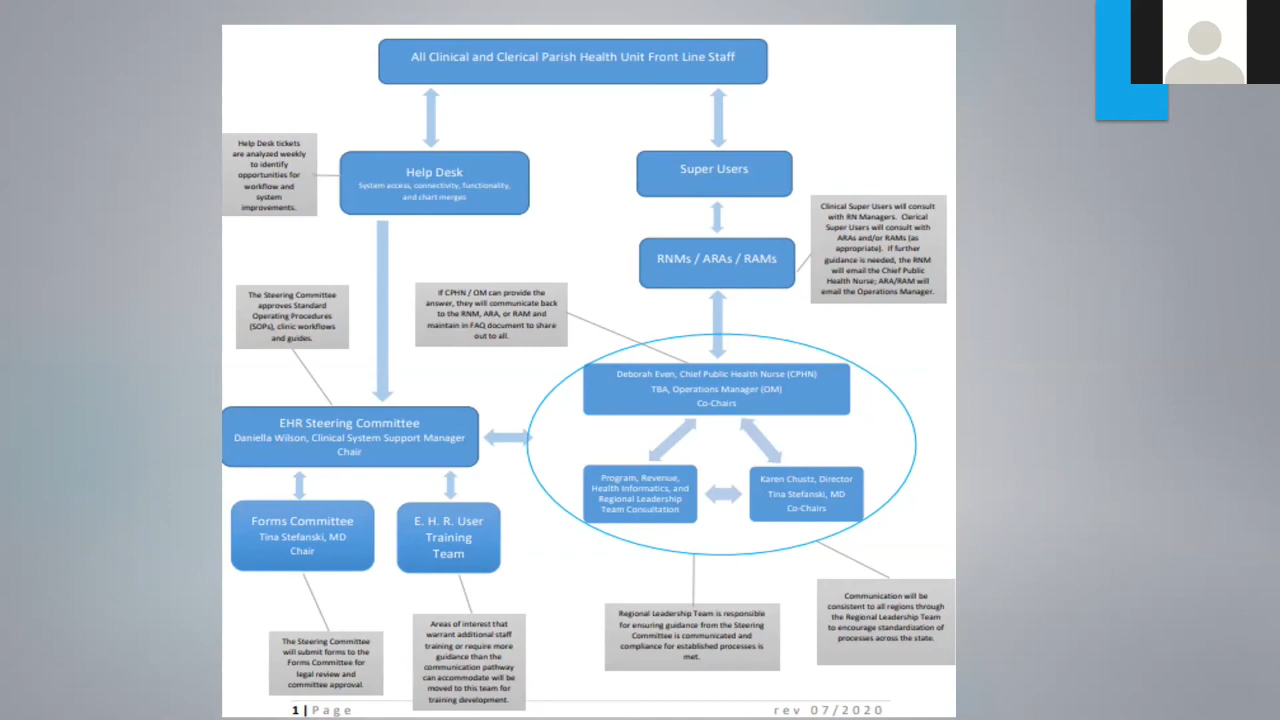 All Clinical and Clerical Parish Health Unit Front Line Staff
Help Desk tickets
are analyzed weekly
to identify
opportunities for
workflow and
system
improvements.
Help Desk
System access, connectivity, functionality,
and chart merges
Super Users
Clinical Super Users will consult
with RN Managers. Clerical
Super Users will consult with
ARAs and/or RAMs (as
appropriate). If further
guidance is needed, the RNM
will email the Chief Public
Health Nurse; ARA/RAM will
email the Operations Manager.
RNMs / ARAs / RAMs
The Steering Committee
approves Standard
Operating Procedures
(SOPs), clinic workflows
and guides.
If CPHN / OM can provide the
answer, they will communicate back
to the RNM, ARA, or RAM and
maintain in FAQ document to share
out to all.
Deborah Even, Chief Public Health Nurse (CPHN)
TBA, Operations Manager (OM)
Co-Chairs
EHR Steering Committee
Daniella Wilson, Clinical System Support Manager
Chair
Program, Revenue,
Health Informatics, and
Regional Leadership
Team Consultation
Karen Chustz, Director
Tina Stefanski, MD
Co-Chairs
Forms Committee
Tina Stefanski, MD
Chair
E. H. R. User
Training
Team
The Steering Committee
will submit forms to the
Forms Committee for
legal review and
committee approval.
Areas of interest that
warrant additional staff
training or require more
guidance than the
communication pathway
can accommodate will be
moved to this team for
training development.
Regional Leadership Team is responsible
for ensuring guidance from the Steering
Committee is communicated and
compliance for established processes is
met.
Communication will be
consistent to all regions through
the Regional Leadership Team
to encourage standardization of
processes across the state.
1 | Page
rev 07/2020